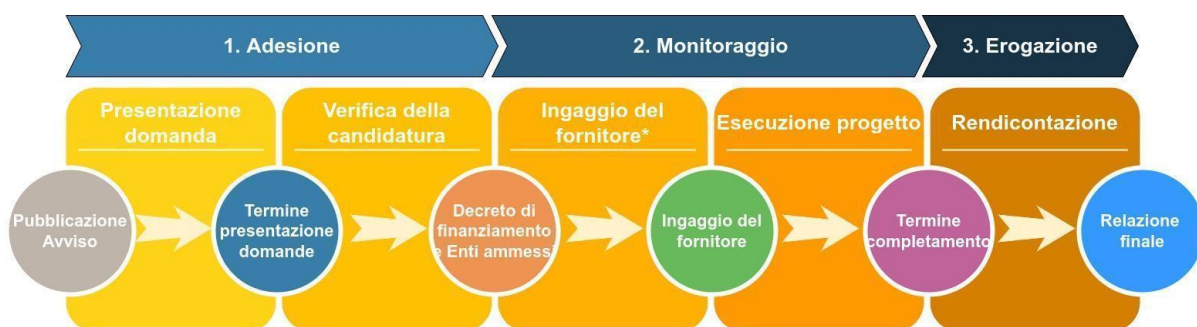 1. Adesione
2. Monitoraggio
3. Erogazione
Presentazione
domanda
Verifica della
candidatura
Ingaggio del
fornitore*
Esecuzione progetto
Rendicontazione
Pubblicazione
Avviso
Termine
presentazione
domande
Decreto di
finanziamento
e Enti ammessi
Ingaggio del
fornitore
Termine
completamento
Relazione
finale